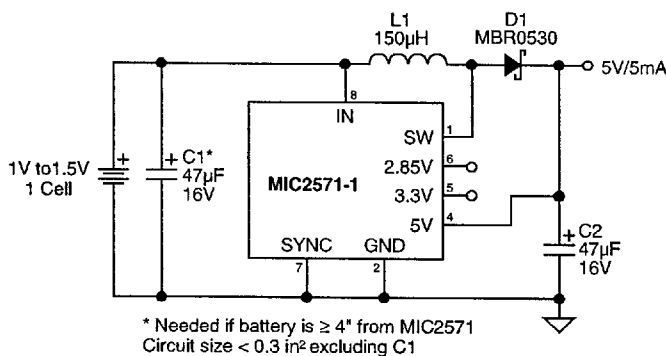 L1
150µH
D1
MBR0530
5V/5mA
8
IN
SW
1
1V to1.5V
1 Cell
+
C1*
47µF
16V
+
MIC2571-1
2.85V
6
3.3V
5
5V
4
SYNC
GND
7
2
+
C2
47µF
16V
* Needed if battery is ≥ 4" from MIC2571
Circuit size < 0.3 in² excluding C1